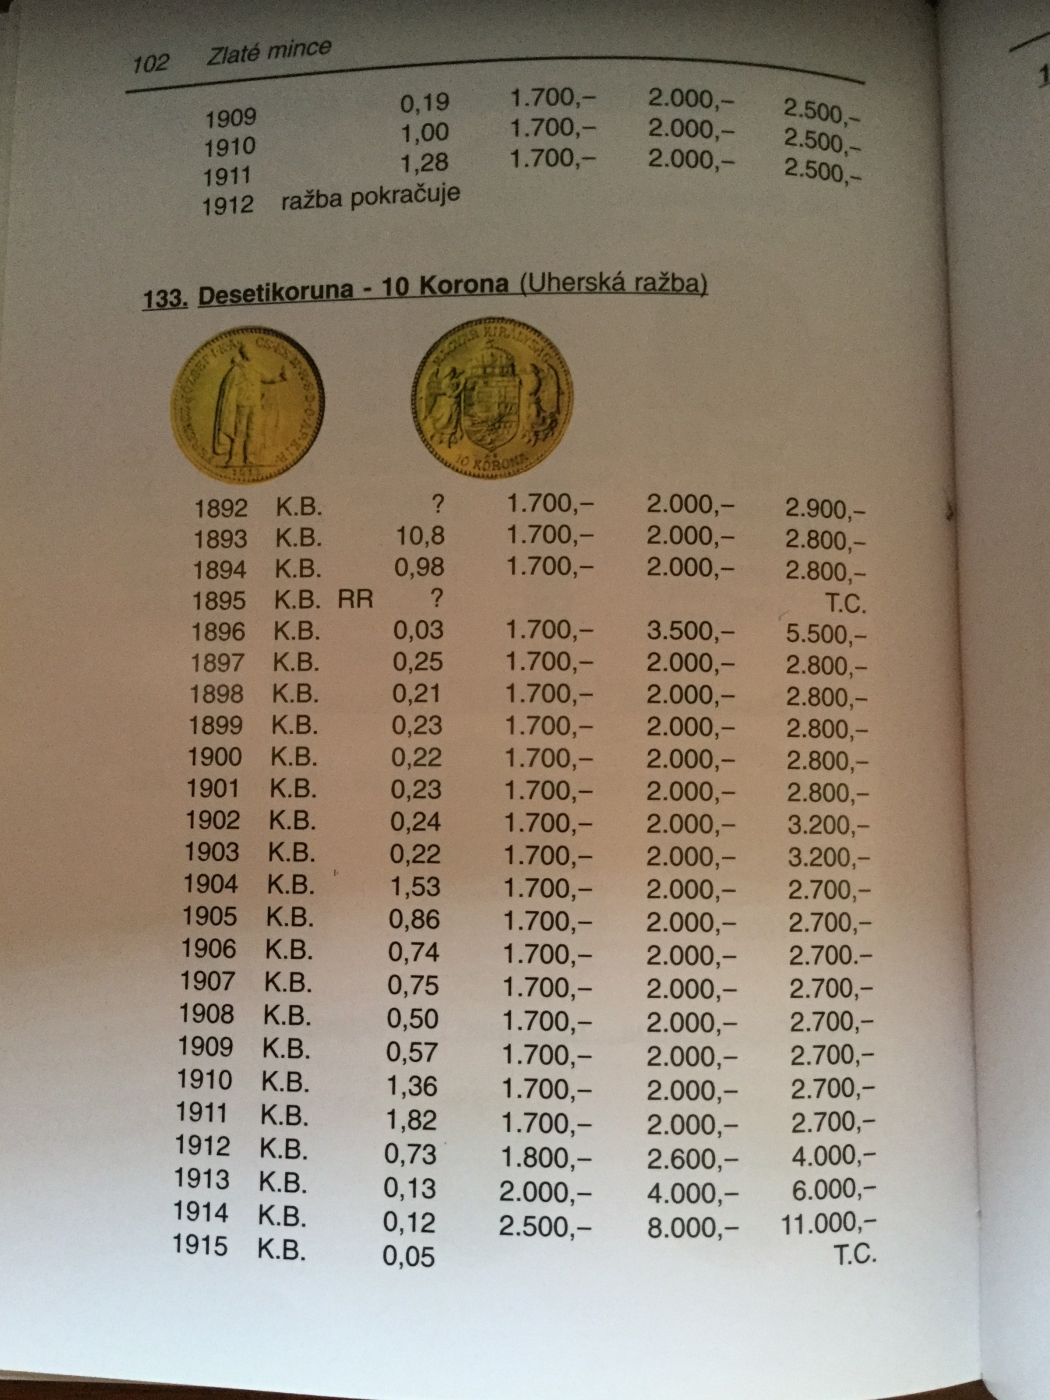 102 Zlaté mince
1909 0,19 1.700,– 2.000,– 2.500,–
1910 1,00 1.700,– 2.000,– 2.500,–
1911 1,28 1.700,– 2.000,– 2.500,–
1912 ražba pokračuje
133. Desetikoruna - 10 Korona (Uherská ražba)
MAGYAR KIRÁLYSÁG
10 KORONA
1892 K.B. ? 1.700,– 2.000,– 2.900,–
1893 K.B. 10,8 1.700,– 2.000,– 2.800,–
1894 K.B. 0,98 1.700,– 2.000,– 2.800,–
1895 K.B. RR ? T.C.
1896 K.B. 0,03 1.700,– 3.500,– 5.500,–
1897 K.B. 0,25 1.700,– 2.000,– 2.800,–
1898 K.B. 0,21 1.700,– 2.000,– 2.800,–
1899 K.B. 0,23 1.700,– 2.000,– 2.800,–
1900 K.B. 0,22 1.700,– 2.000,– 2.800,–
1901 K.B. 0,23 1.700,– 2.000,– 2.800,–
1902 K.B. 0,24 1.700,– 2.000,– 3.200,–
1903 K.B. 0,22 1.700,– 2.000,– 3.200,–
1904 K.B. 1,53 1.700,– 2.000,– 2.700,–
1905 K.B. 0,86 1.700,– 2.000,– 2.700,–
1906 K.B. 0,74 1.700,– 2.000,– 2.700.–
1907 K.B. 0,75 1.700,– 2.000,– 2.700,–
1908 K.B. 0,50 1.700,– 2.000,– 2.700,–
1909 K.B. 0,57 1.700,– 2.000,– 2.700,–
1910 K.B. 1,36 1.700,– 2.000,– 2.700,–
1911 K.B. 1,82 1.700,– 2.000,– 2.700,–
1912 K.B. 0,73 1.800,– 2.600,– 4.000,–
1913 K.B. 0,13 2.000,– 4.000,– 6.000,–
1914 K.B. 0,12 2.500,– 8.000,– 11.000,–
1915 K.B. 0,05 T.C.